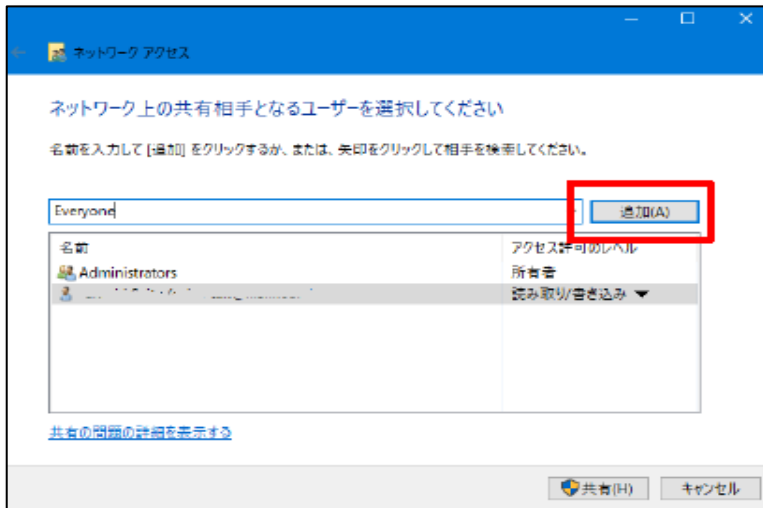 ネットワーク アクセス
ネットワーク上の共有相手となるユーザーを選択してください
名前を入力して [追加] をクリックするか、または、矢印をクリックして相手を検索してください。
Everyone
追加(A)
名前 アクセス許可のレベル
Administrators 所有者
読み取り/書き込み
共有の問題の詳細を表示する
共有(H) キャンセル